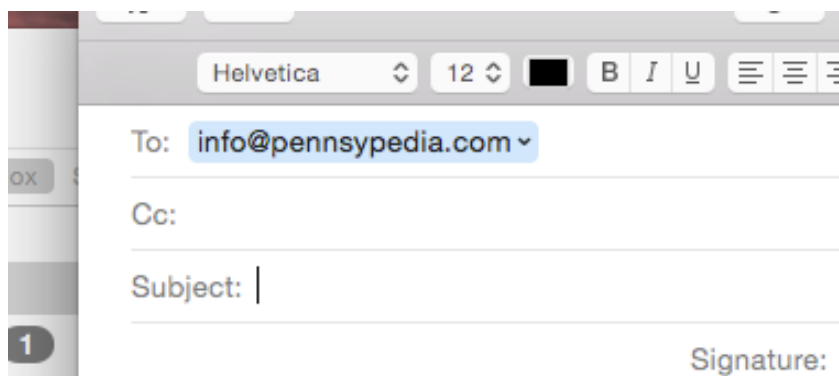 Helvetica 12 B I U
To: info@pennsypedia.com
ox
Cc:
Subject:
1
Signature: